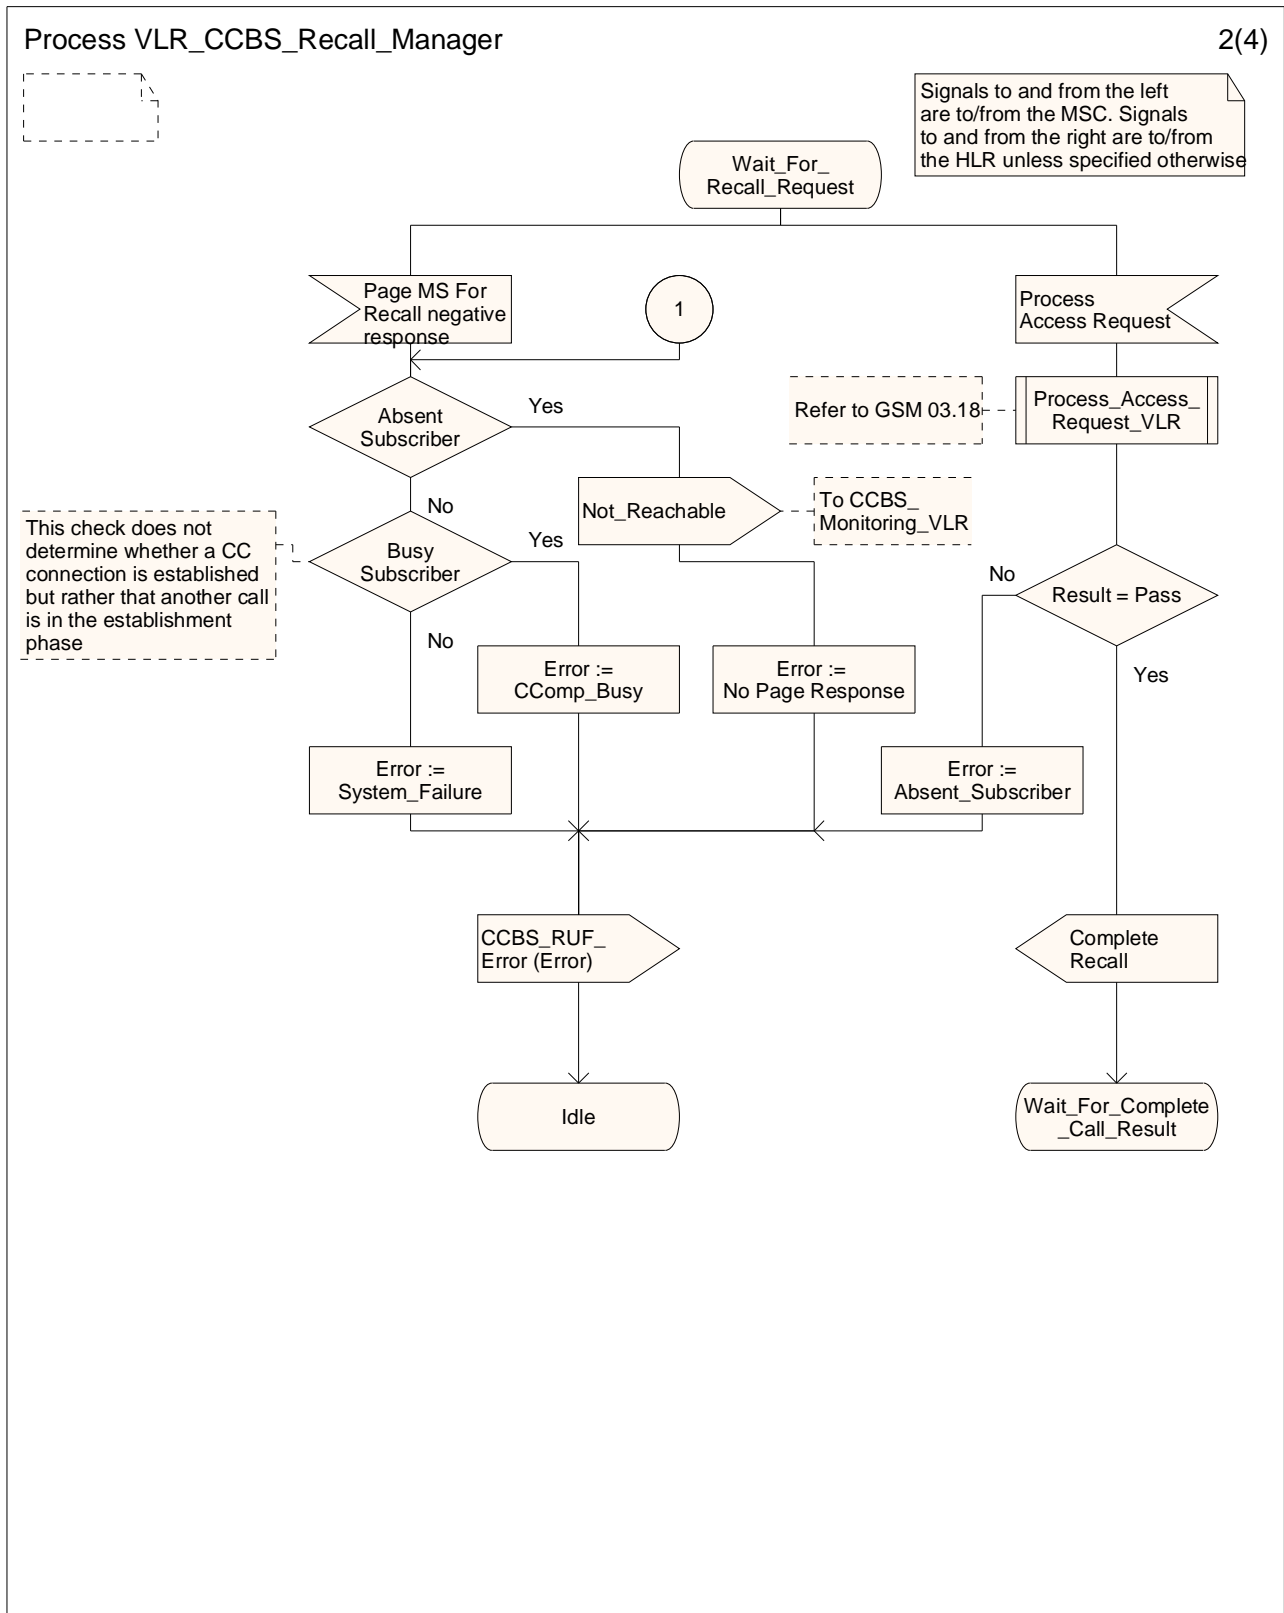 Process VLR_CCBS_Recall_Manager
2(4)
Signals to and from the left
are to/from the MSC. Signals
to and from the right are to/from
the HLR unless specified otherwise
Wait_For_
Recall_Request
Page MS For
Recall negative
response
1
Process
Access Request
Absent
Subscriber
Yes
Refer to GSM 03.18
Process_Access_
Request_VLR
No
Not_Reachable
To CCBS_
Monitoring_VLR
This check does not
determine whether a CC
connection is established
but rather that another call
is in the establishment
phase
Busy
Subscriber
Yes
No
No
Result = Pass
Yes
Error :=
CComp_Busy
Error :=
No Page Response
Error :=
System_Failure
Error :=
Absent_Subscriber
CCBS_RUF_
Error (Error)
Complete
Recall
Idle
Wait_For_Complete
_Call_Result